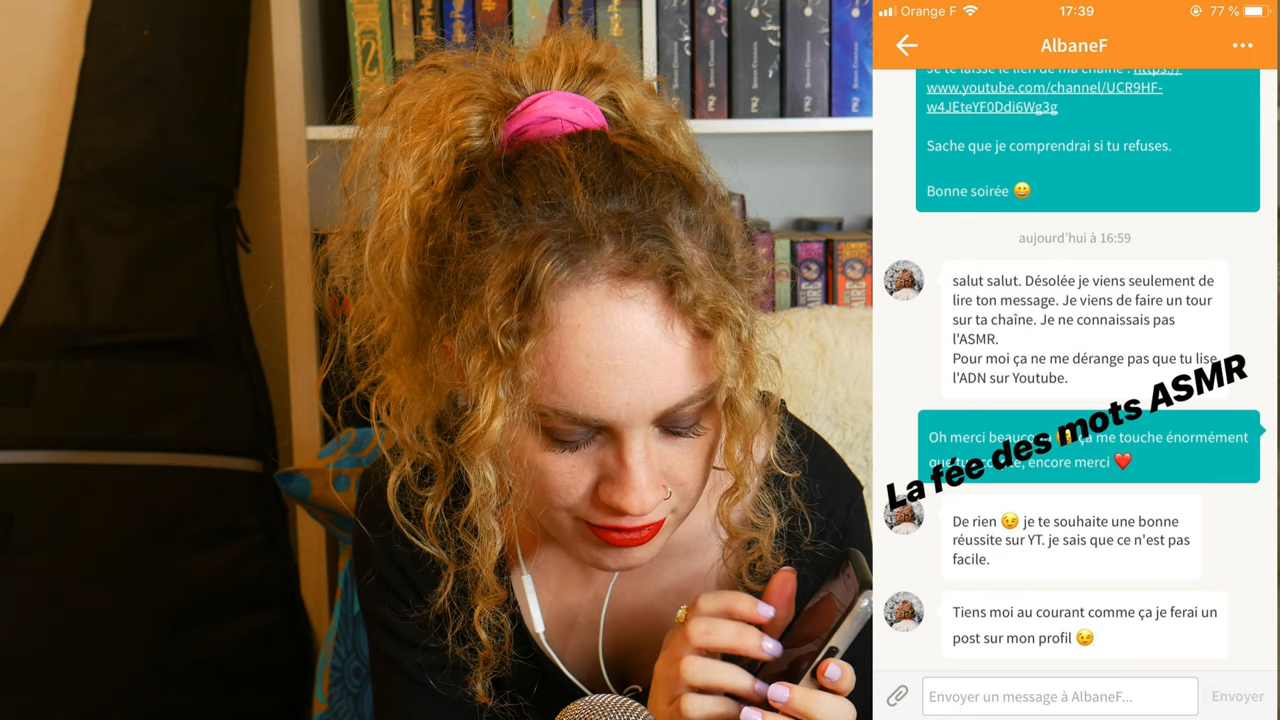 Orange F 17:39 77 %
AlbaneF
Je te laisse le lien de ma chaîne : https://
www.youtube.com/channel/UCR9HF-
w4JEteYF0Ddi6Wg3g
Sache que je comprendrai si tu refuses.
Bonne soirée 😀
aujourd'hui à 16:59
salut salut. Désolée je viens seulement de
lire ton message. Je viens de faire un tour
sur ta chaîne. Je ne connaissais pas
l'ASMR.
Pour moi ça ne me dérange pas que tu lise
l'ADN sur Youtube.
La fée des mots ASMR
Oh merci ça me touche énormément
encore merci ❤️
De rien 😉 je te souhaite une bonne
réussite sur YT. je sais que ce n'est pas
facile.
Tiens moi au courant comme ça je ferai un
post sur mon profil 😉
Envoyer un message à AlbaneF... Envoyer